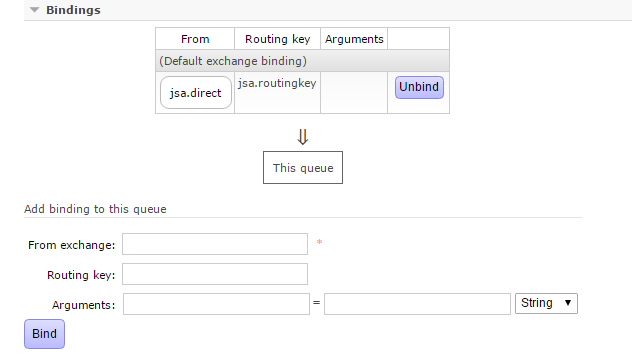 Bindings
From Routing key Arguments
(Default exchange binding)
jsa.direct jsa.routingkey Unbind
⇓
This queue
Add binding to this queue
From exchange: *
Routing key:
Arguments: = String ▼
Bind